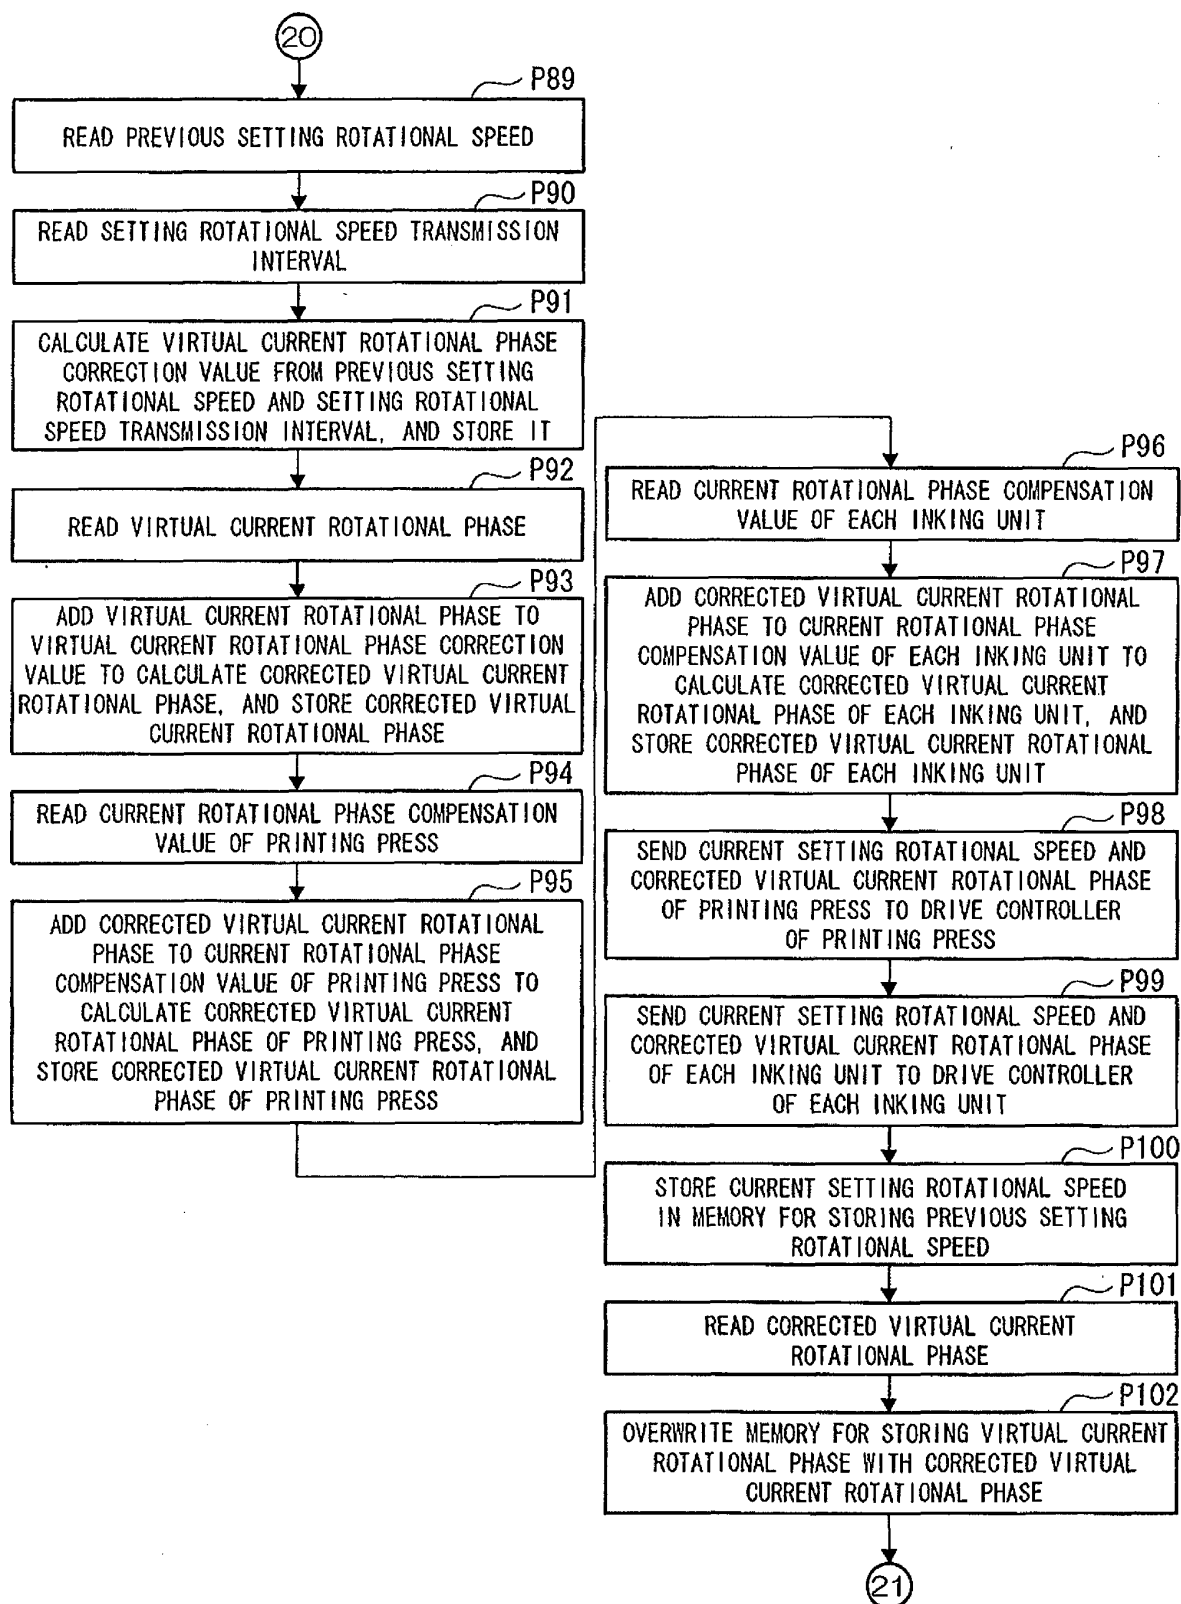 20
P89
READ PREVIOUS SETTING ROTATIONAL SPEED
P90
READ SETTING ROTATIONAL SPEED TRANSMISSION
INTERVAL
P91
CALCULATE VIRTUAL CURRENT ROTATIONAL PHASE
CORRECTION VALUE FROM PREVIOUS SETTING
ROTATIONAL SPEED AND SETTING ROTATIONAL
SPEED TRANSMISSION INTERVAL, AND STORE IT
P92
READ VIRTUAL CURRENT ROTATIONAL PHASE
P93
ADD VIRTUAL CURRENT ROTATIONAL PHASE TO
VIRTUAL CURRENT ROTATIONAL PHASE CORRECTION
VALUE TO CALCULATE CORRECTED VIRTUAL CURRENT
ROTATIONAL PHASE, AND STORE CORRECTED VIRTUAL
CURRENT ROTATIONAL PHASE
P94
READ CURRENT ROTATIONAL PHASE COMPENSATION
VALUE OF PRINTING PRESS
P95
ADD CORRECTED VIRTUAL CURRENT ROTATIONAL
PHASE TO CURRENT ROTATIONAL PHASE
COMPENSATION VALUE OF PRINTING PRESS TO
CALCULATE CORRECTED VIRTUAL CURRENT
ROTATIONAL PHASE OF PRINTING PRESS, AND
STORE CORRECTED VIRTUAL CURRENT ROTATIONAL
PHASE OF PRINTING PRESS
P96
READ CURRENT ROTATIONAL PHASE COMPENSATION
VALUE OF EACH INKING UNIT
P97
ADD CORRECTED VIRTUAL CURRENT ROTATIONAL
PHASE TO CURRENT ROTATIONAL PHASE
COMPENSATION VALUE OF EACH INKING UNIT TO
CALCULATE CORRECTED VIRTUAL CURRENT
ROTATIONAL PHASE OF EACH INKING UNIT, AND
STORE CORRECTED VIRTUAL CURRENT ROTATIONAL
PHASE OF EACH INKING UNIT
P98
SEND CURRENT SETTING ROTATIONAL SPEED AND
CORRECTED VIRTUAL CURRENT ROTATIONAL PHASE
OF PRINTING PRESS TO DRIVE CONTROLLER
OF PRINTING PRESS
P99
SEND CURRENT SETTING ROTATIONAL SPEED AND
CORRECTED VIRTUAL CURRENT ROTATIONAL PHASE
OF EACH INKING UNIT TO DRIVE CONTROLLER
OF EACH INKING UNIT
P100
STORE CURRENT SETTING ROTATIONAL SPEED
IN MEMORY FOR STORING PREVIOUS SETTING
ROTATIONAL SPEED
P101
READ CORRECTED VIRTUAL CURRENT
ROTATIONAL PHASE
P102
OVERWRITE MEMORY FOR STORING VIRTUAL CURRENT
ROTATIONAL PHASE WITH CORRECTED VIRTUAL
CURRENT ROTATIONAL PHASE
21